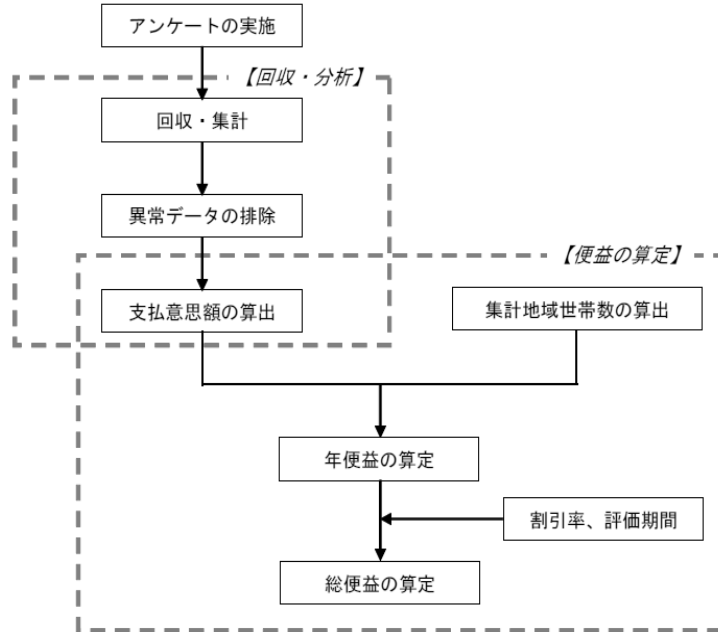 アンケートの実施
【回収・分析】
回収・集計
異常データの排除
【便益の算定】
支払意思額の算出
集計地域世帯数の算出
年便益の算定
割引率、評価期間
総便益の算定